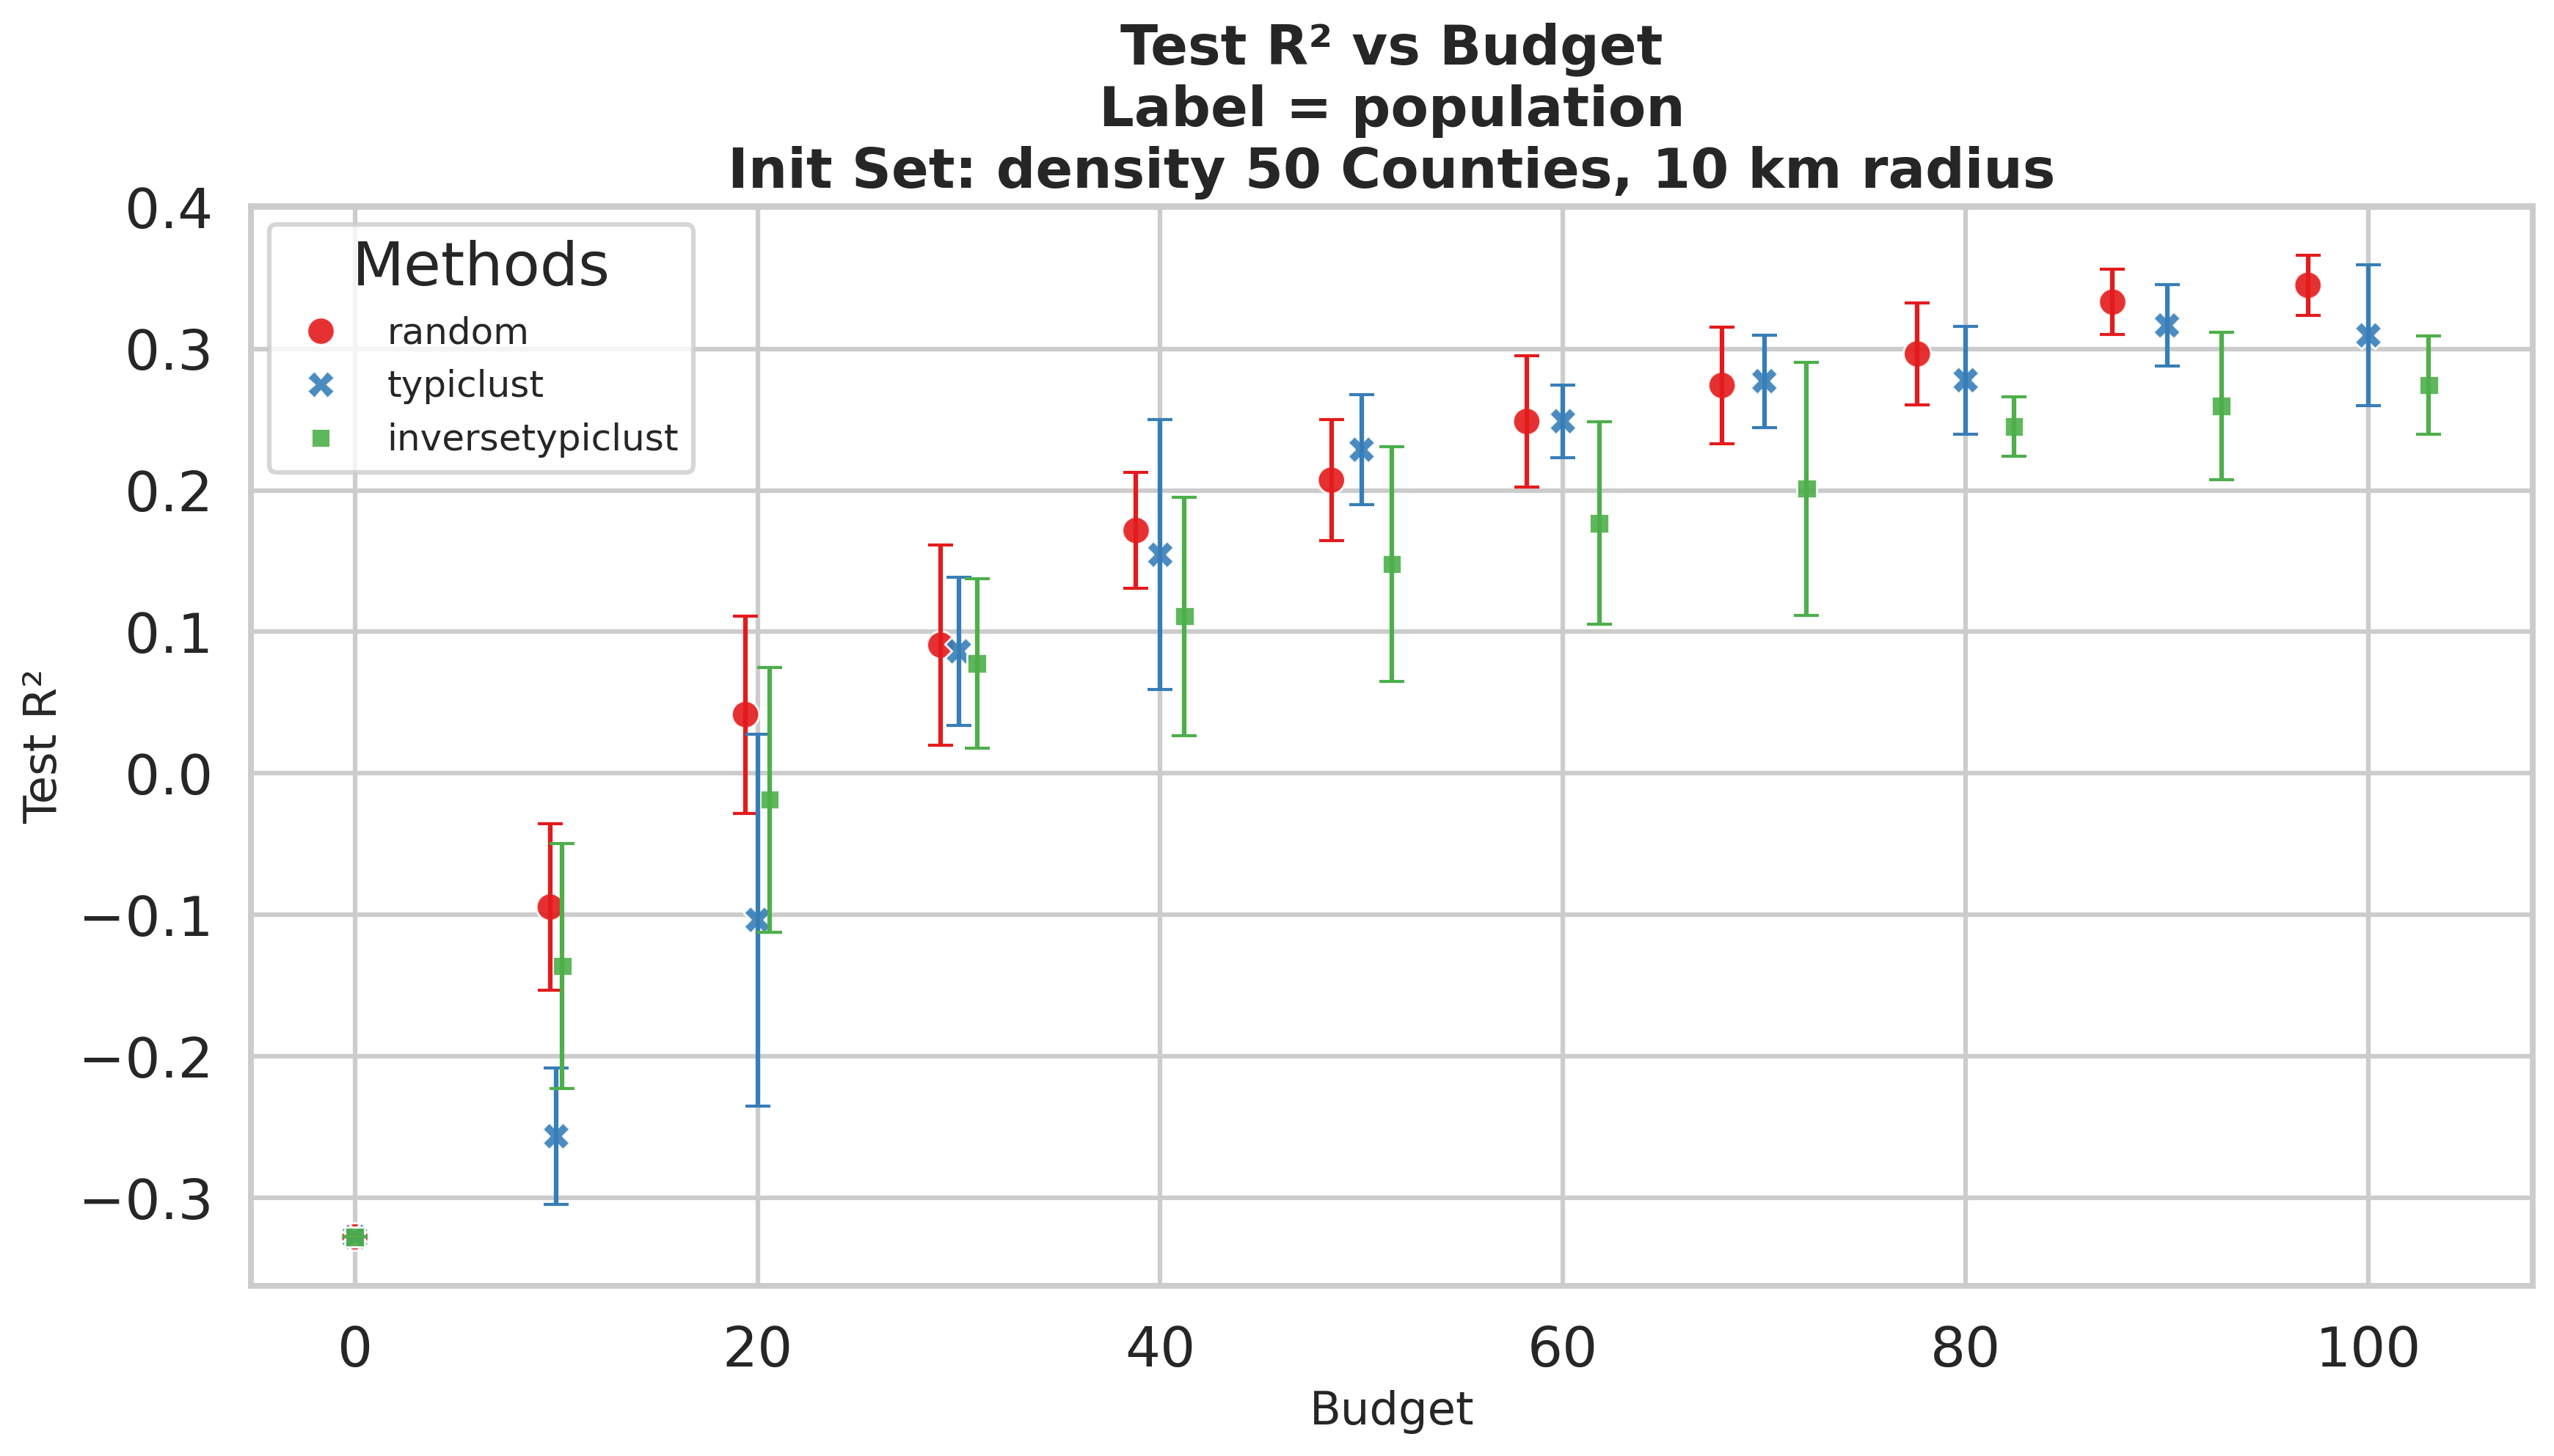 Test R² vs Budget
Label = population
Init Set: density 50 Counties, 10 km radius
Methods
random
typiclust
inversetypiclust
Test R²
0.4
0.3
0.2
0.1
0.0
−0.1
−0.2
−0.3
0 20 40 60 80 100
Budget